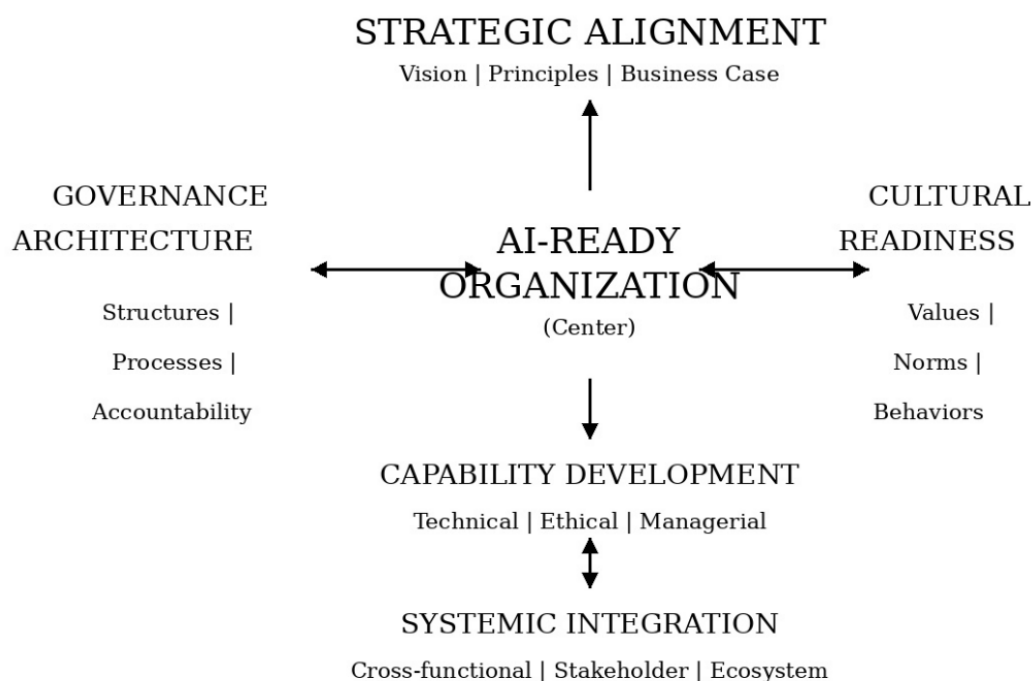 STRATEGIC ALIGNMENT
Vision | Principles | Business Case
GOVERNANCE
ARCHITECTURE
Structures |
Processes |
Accountability
AI-READY
ORGANIZATION
(Center)
CULTURAL
READINESS
Values |
Norms |
Behaviors
CAPABILITY DEVELOPMENT
Technical | Ethical | Managerial
SYSTEMIC INTEGRATION
Cross-functional | Stakeholder | Ecosystem